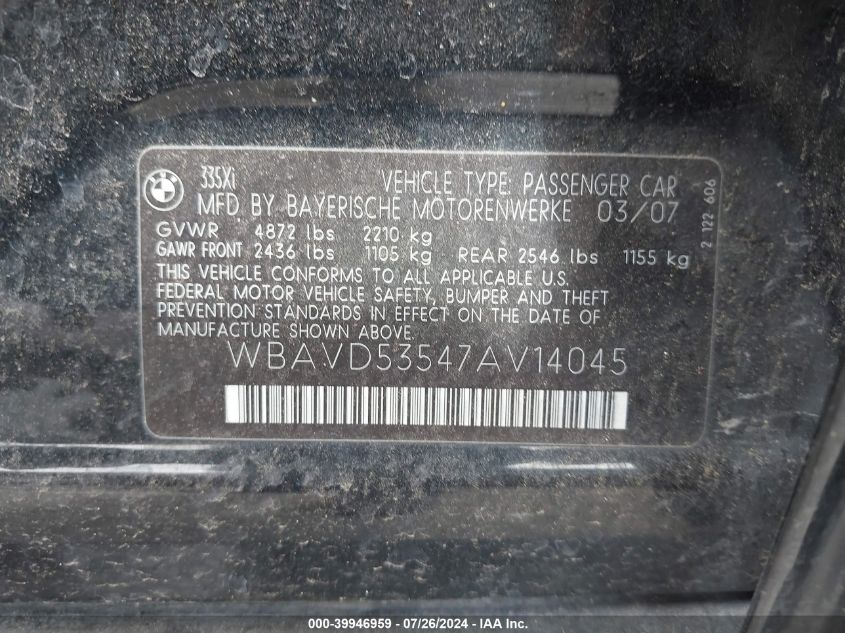 335Xi VEHICLE TYPE: PASSENGER CAR
MFD. BY BAYERISCHE MOTORENWERKE 03/07
GVWR 4872 lbs 2210 kg
GAWR FRONT 2436 lbs 1105 kg REAR 2546 lbs 1155 kg
THIS VEHICLE CONFORMS TO ALL APPLICABLE U.S.
FEDERAL MOTOR VEHICLE SAFETY, BUMPER AND THEFT
PREVENTION STANDARDS IN EFFECT ON THE DATE OF
MANUFACTURE SHOWN ABOVE.
WBAVD53547AV14045
2 122 606
000-39946959 - 07/26/2024 - IAA Inc.